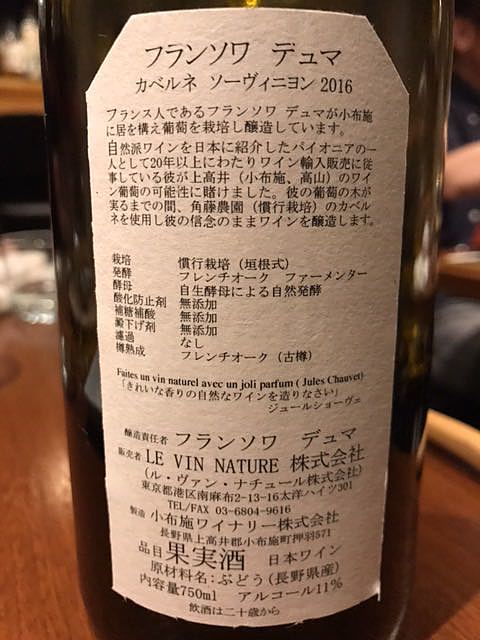 フランソワ デュマ
カベルネ ソーヴィニヨン 2016
フランス人であるフランソワ デュマが小布施
に居を構え葡萄を栽培し醸造しています。
自然派ワインを日本に紹介したパイオニアの一
人として20年以上にわたりワイン輸入販売に従
事している彼が上高井（小布施、高山）のワイ
ン葡萄の可能性に賭けました。彼の葡萄の木が
実るまでの間、角藤農園（慣行栽培）のカベル
ネを使用し彼の信念のままワインを醸造します。
栽培 慣行栽培（垣根式）
発酵 フレンチオーク ファーメンター
酵母 自生酵母による自然発酵
酸化防止剤 無添加
補糖補酸 無添加
澱下げ剤 無添加
濾過 なし
樽熟成 フレンチオーク（古樽）
Faites un vin naturel avec un joli parfum ( Jules Chauvet)
「きれいな香りの自然なワインを造りなさい」
ジュールショーヴェ
醸造責任者 フランソワ デュマ
販売者 LE VIN NATURE 株式会社
（ル・ヴァン・ナチュール株式会社）
東京都港区南麻布2-13-16太洋ハイツ301
TEL/FAX 03-6804-9616
製造 小布施ワイナリー株式会社
長野県上高井郡小布施町押羽571
品目 果実酒 日本ワイン
原材料名：ぶどう（長野県産）
内容量750ml アルコール11%
飲酒は二十歳から